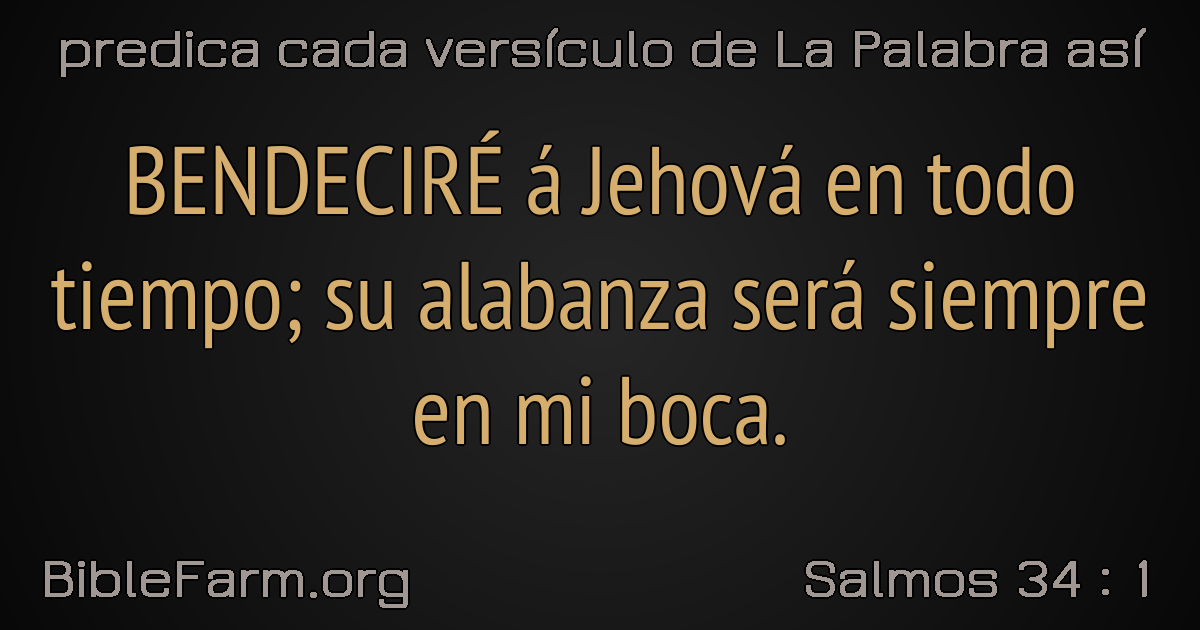 predica cada versículo de La Palabra así
BENDECIRÉ á Jehová en todo
tiempo; su alabanza será siempre
en mi boca.
BibleFarm.org
Salmos 34 : 1